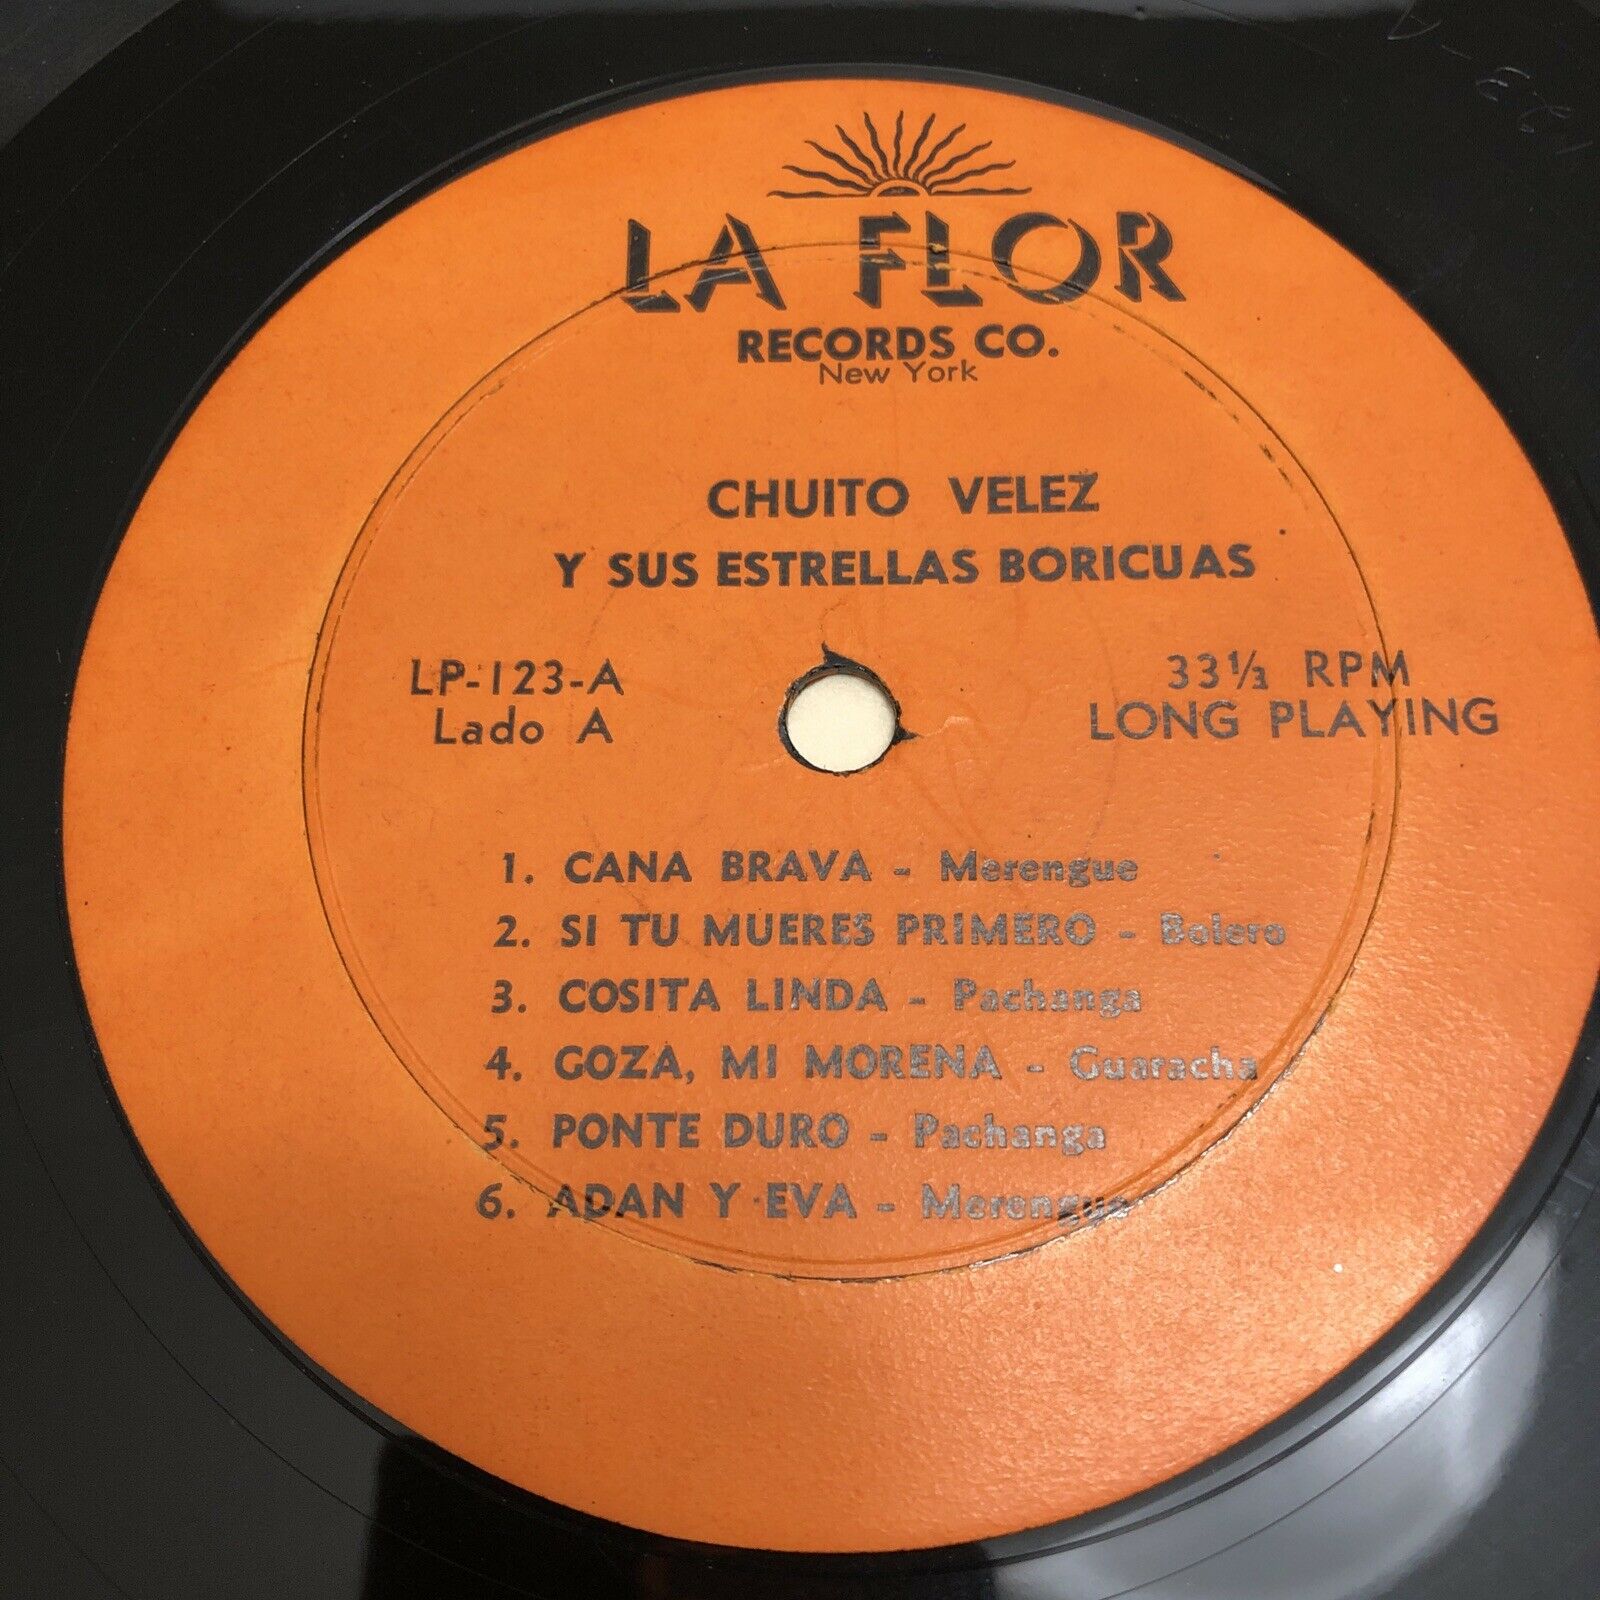 LA FLOR
RECORDS CO.
New York
CHUITO VELEZ
Y SUS ESTRELLAS BORICUAS
LP-123-A
Lado A
33⅓ RPM
LONG PLAYING
1. CANA BRAVA - Merengue
2. SI TU MUERES PRIMERO - Bolero
3. COSITA LINDA - Pachanga
4. GOZA, MI MORENA - Guaracha
5. PONTE DURO - Pachanga
6. ADAN Y EVA - Merengue